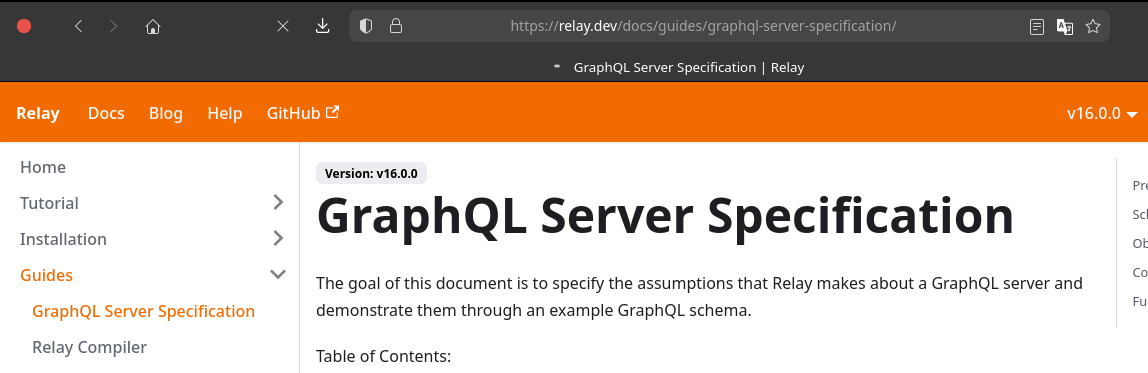 https://relay.dev/docs/guides/graphql-server-specification/
GraphQL Server Specification | Relay
Relay Docs Blog Help GitHub v16.0.0
Home
Tutorial
Installation
Guides
GraphQL Server Specification
Relay Compiler
Version: v16.0.0
GraphQL Server Specification
The goal of this document is to specify the assumptions that Relay makes about a GraphQL server and
demonstrate them through an example GraphQL schema.
Table of Contents:
Pre
Sch
Ob
Co
Fu